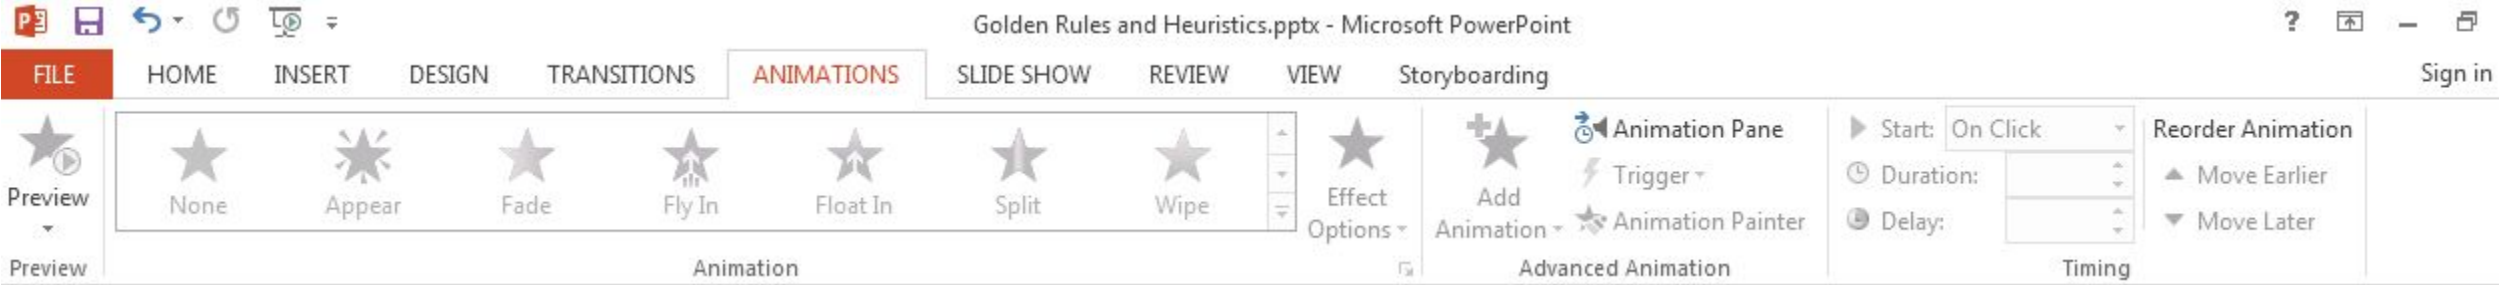 Golden Rules and Heuristics.pptx - Microsoft PowerPoint
?
FILE HOME INSERT DESIGN TRANSITIONS ANIMATIONS SLIDE SHOW REVIEW VIEW Storyboarding Sign in
Preview
None Appear Fade Fly In Float In Split Wipe
Effect
Options
Add
Animation
Animation Pane
Trigger
Animation Painter
Start: On Click
Duration:
Delay:
Reorder Animation
Move Earlier
Move Later
Preview Animation Advanced Animation Timing